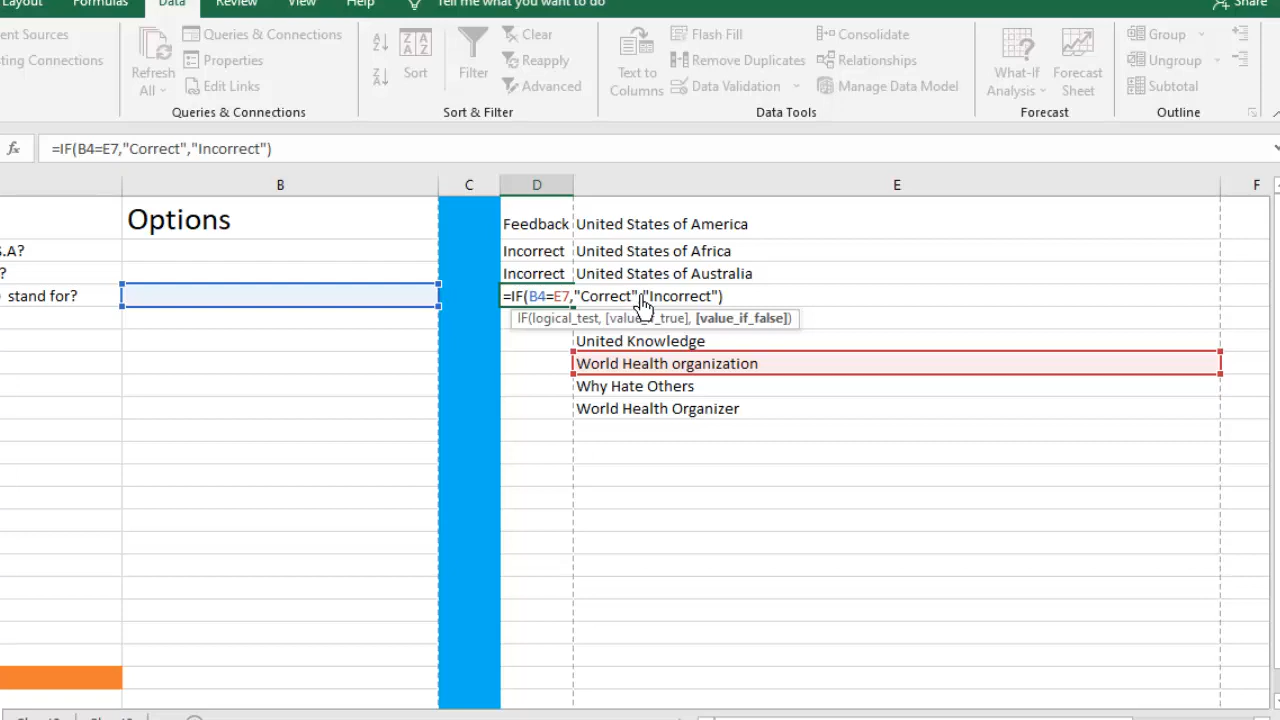 Layout Formulas Data Review View Help Tell me what you want to do Share
ent Sources Queries & Connections Clear Flash Fill Consolidate Group
ting Connections Properties Reapply Remove Duplicates Relationships Ungroup
Refresh All Edit Links Sort Filter Advanced Text to Columns Data Validation Manage Data Model What-If Analysis Forecast Sheet Subtotal
Queries & Connections Sort & Filter Data Tools Forecast Outline
fx =IF(B4=E7,"Correct","Incorrect")
B C D E F
Options Feedback United States of America
S.A? Incorrect United States of Africa
? Incorrect United States of Australia
stand for? =IF(B4=E7,"Correct","Incorrect")
IF(logical_test, [value_if_true], [value_if_false])
United Knowledge
World Health organization
Why Hate Others
World Health Organizer